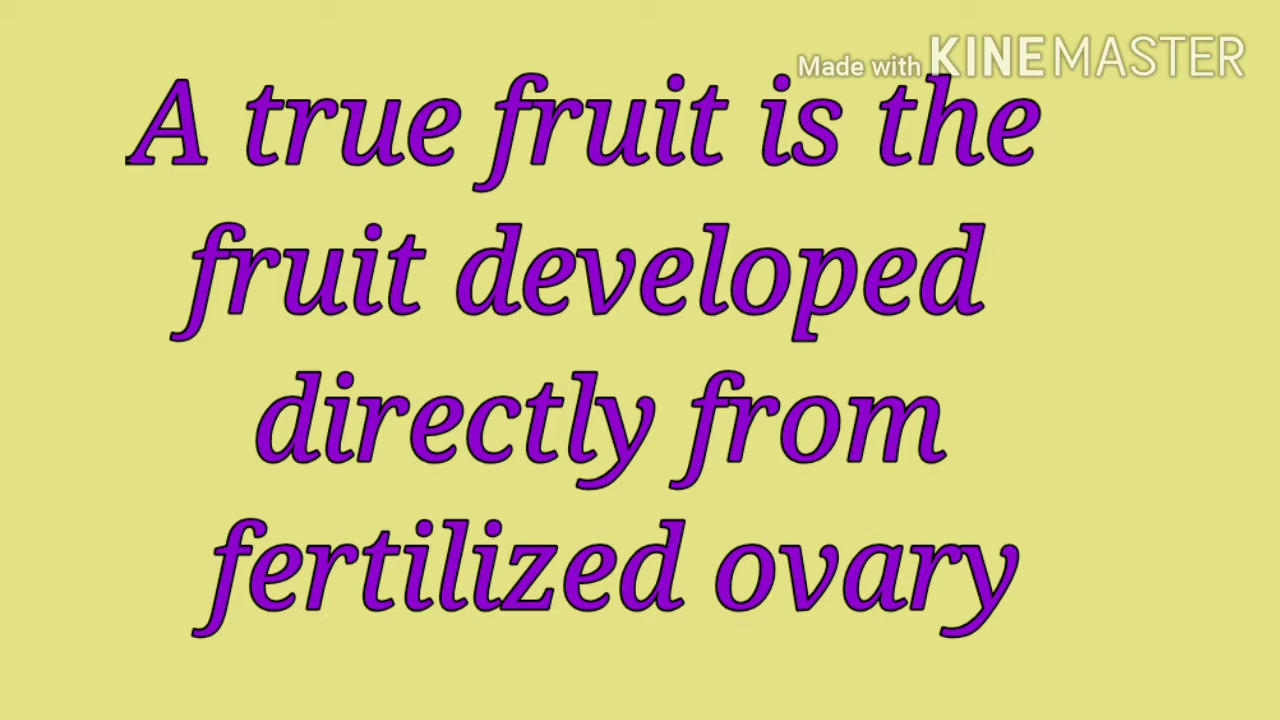 Made with KINEMASTER
A true fruit is the
fruit developed
directly from
fertilized ovary